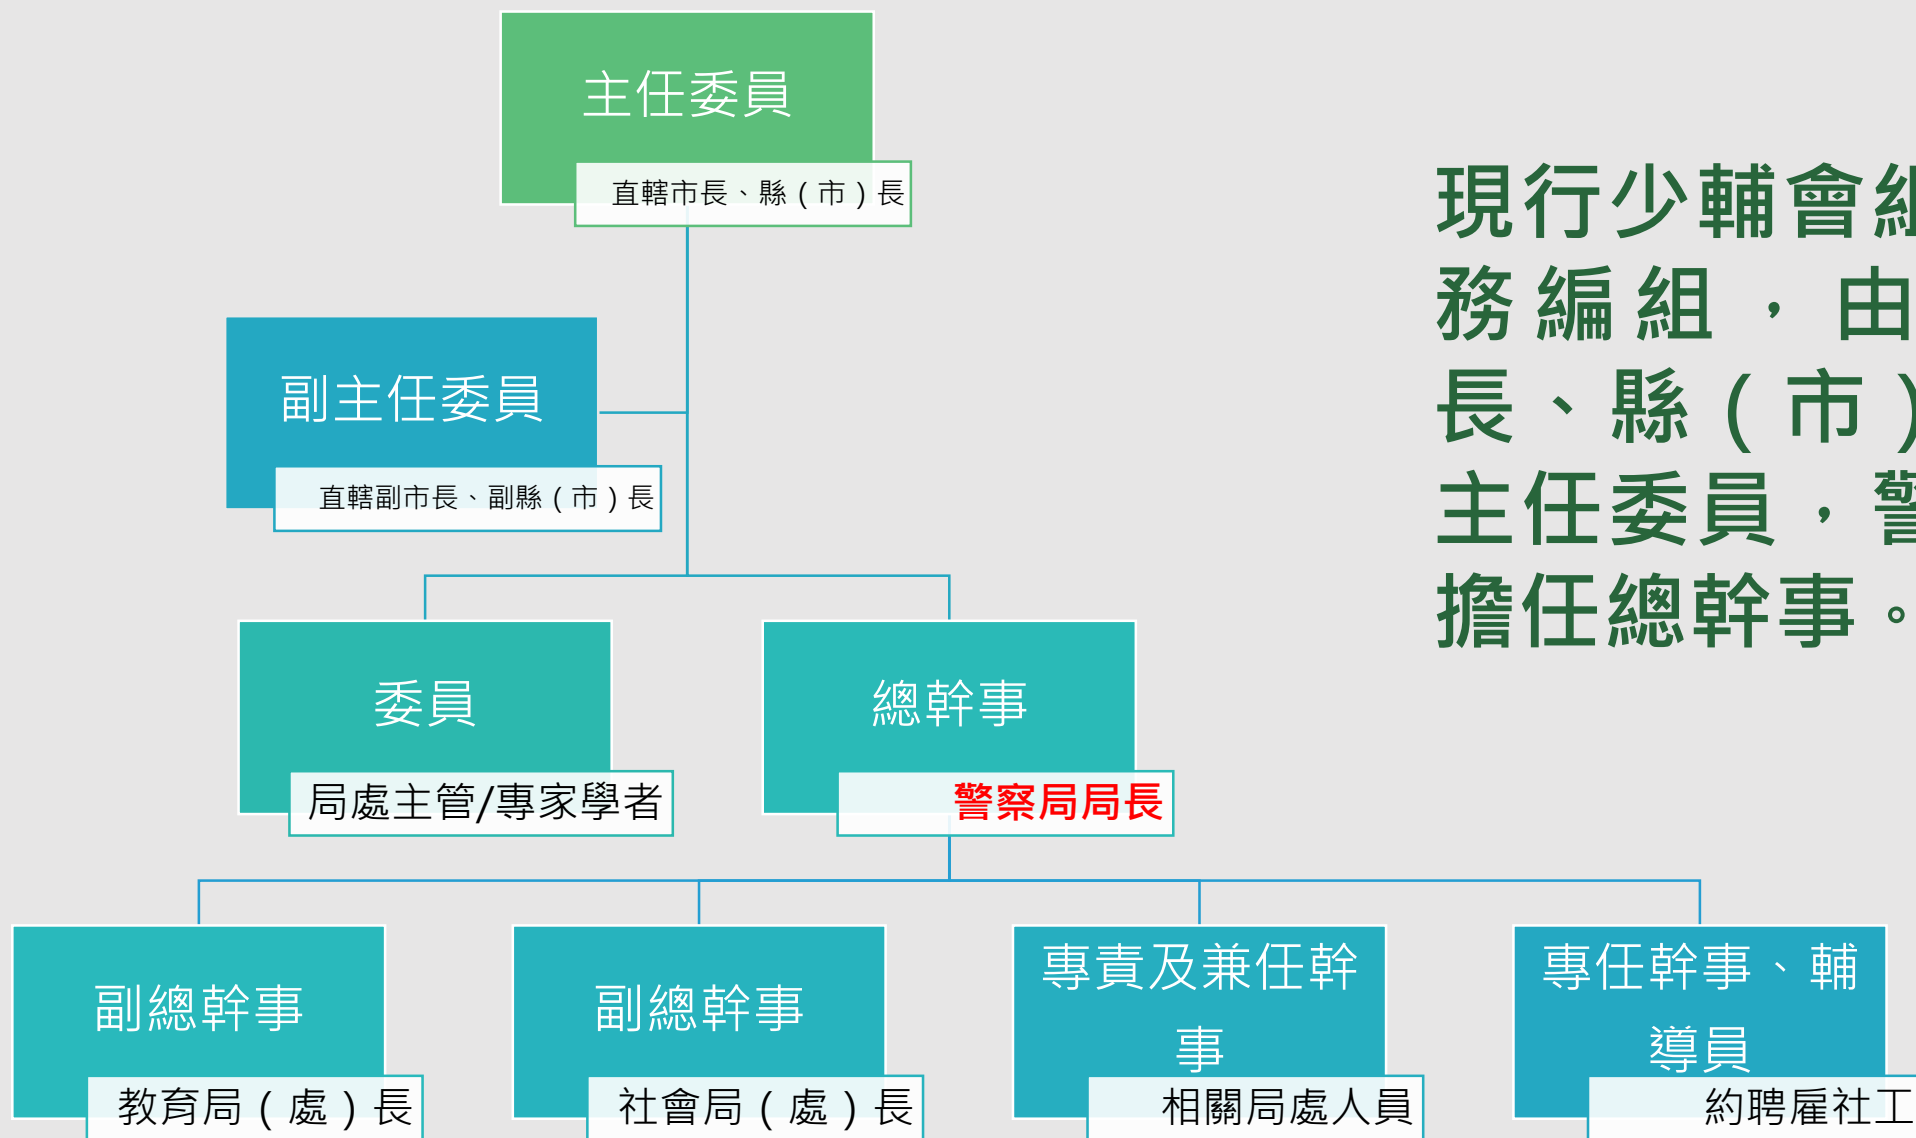 主任委員
直轄市長、縣（市）長
副主任委員
直轄副市長、副縣（市）長
委員
局處主管/專家學者
總幹事
警察局局長
副總幹事
教育局（處）長
副總幹事
社會局（處）長
專責及兼任幹
事
相關局處人員
專任幹事、輔
導員
約聘雇社工
現行少輔會組
務編組，由
長、縣（市）
主任委員，警
擔任總幹事。